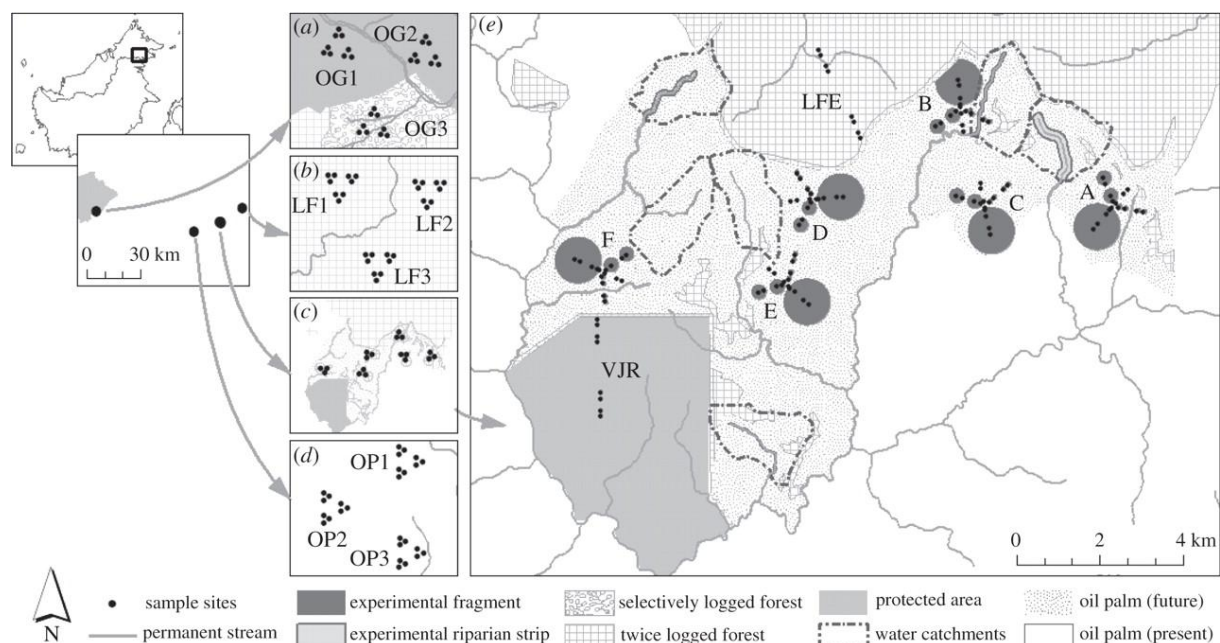 (a)
OG1
OG2
OG3
0 30 km
(b)
LF1
LF2
LF3
(c)
(d)
OP1
OP2
OP3
(e)
LFE
B
A
C
D
F
E
VJR
0 2 4 km
N
sample sites
permanent stream
experimental fragment
experimental riparian strip
selectively logged forest
twice logged forest
protected area
water catchments
oil palm (future)
oil palm (present)